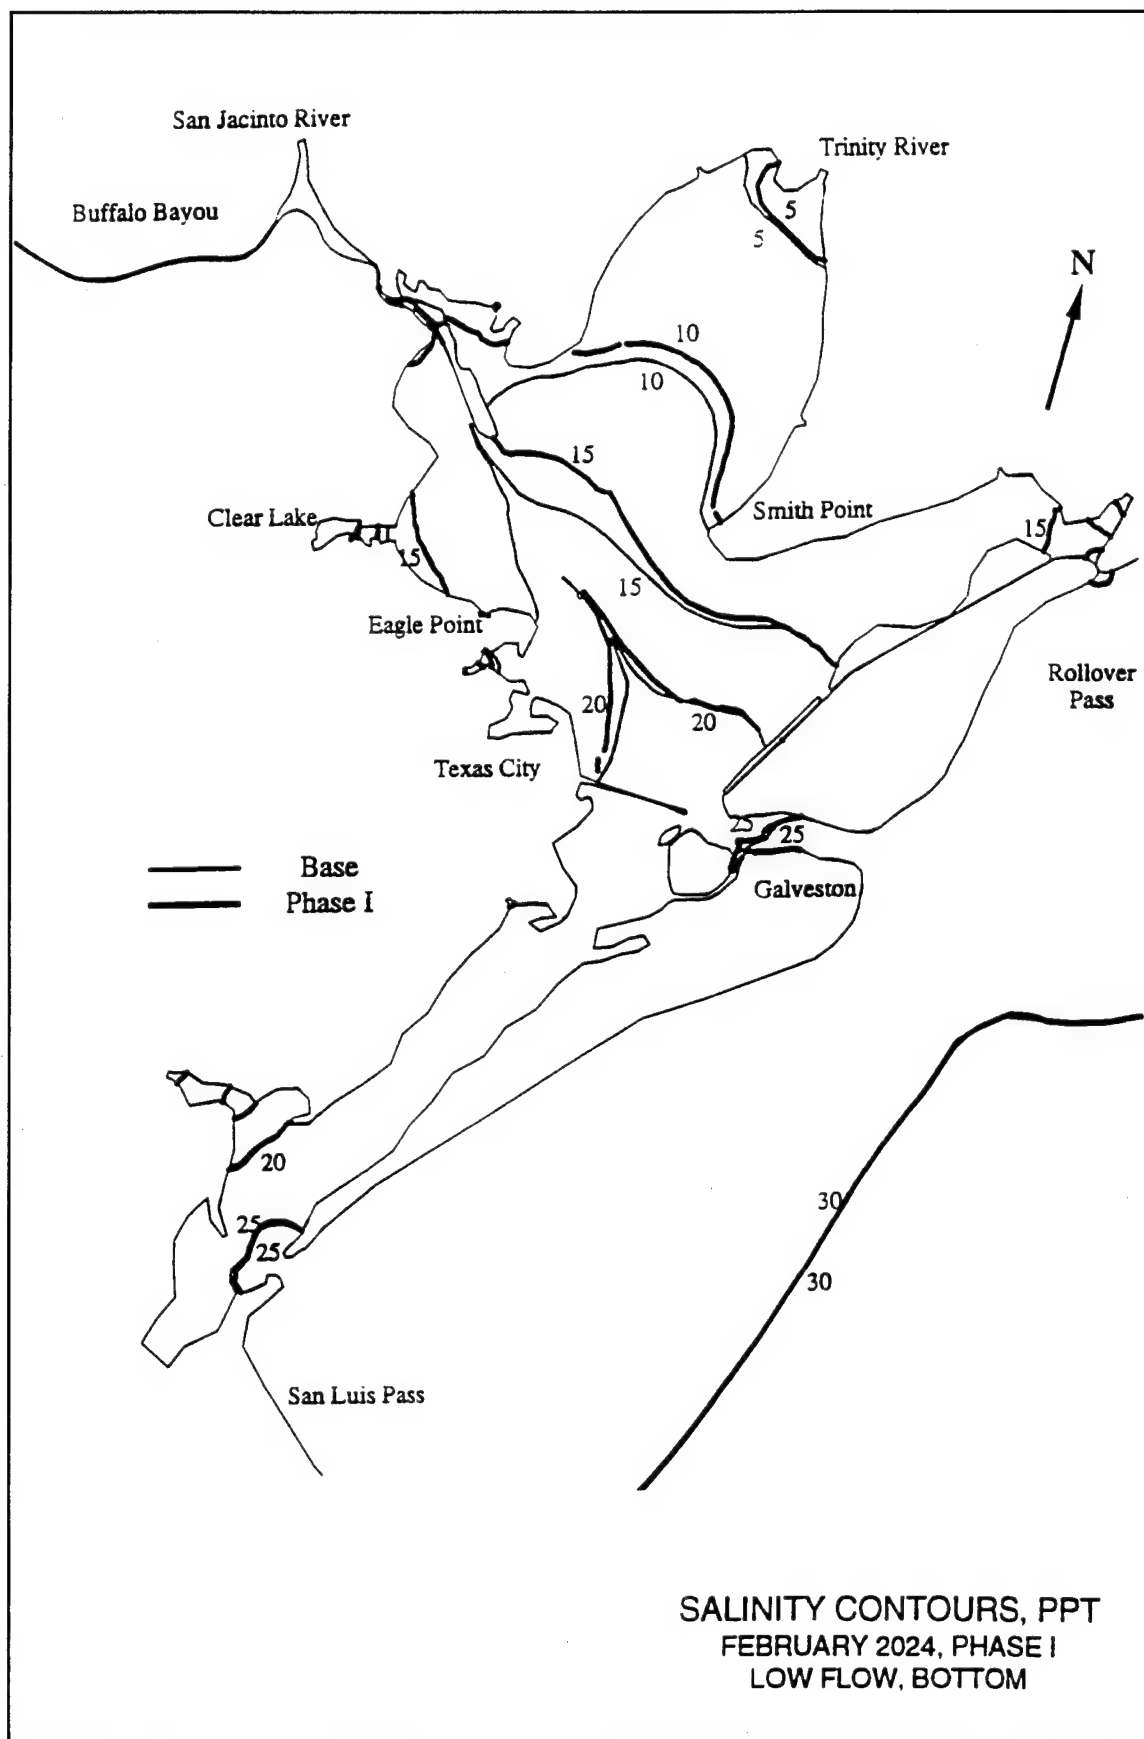 San Jacinto River
Trinity River
Buffalo Bayou
5
5
N
10
10
15
Smith Point
Clear Lake
15
15
15
Eagle Point
Rollover
Pass
20
20
Texas City
25
Base
Galveston
Phase I
20
30
25
25
30
San Luis Pass
SALINITY CONTOURS, PPT
FEBRUARY 2024, PHASE I
LOW FLOW, BOTTOM